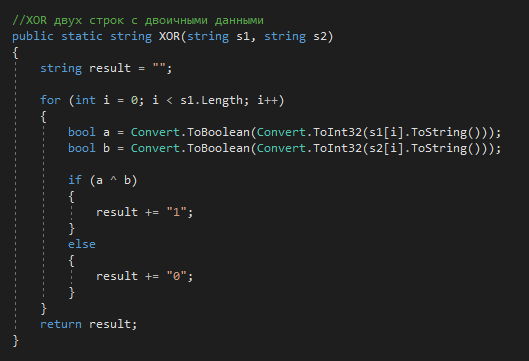 //XOR двух строк с двоичными данными
public static string XOR(string s1, string s2)
{
    string result = "";

    for (int i = 0; i < s1.Length; i++)
    {
        bool a = Convert.ToBoolean(Convert.ToInt32(s1[i].ToString()));
        bool b = Convert.ToBoolean(Convert.ToInt32(s2[i].ToString()));

        if (a ^ b)
        {
            result += "1";
        }
        else
        {
            result += "0";
        }
    }
    return result;
}